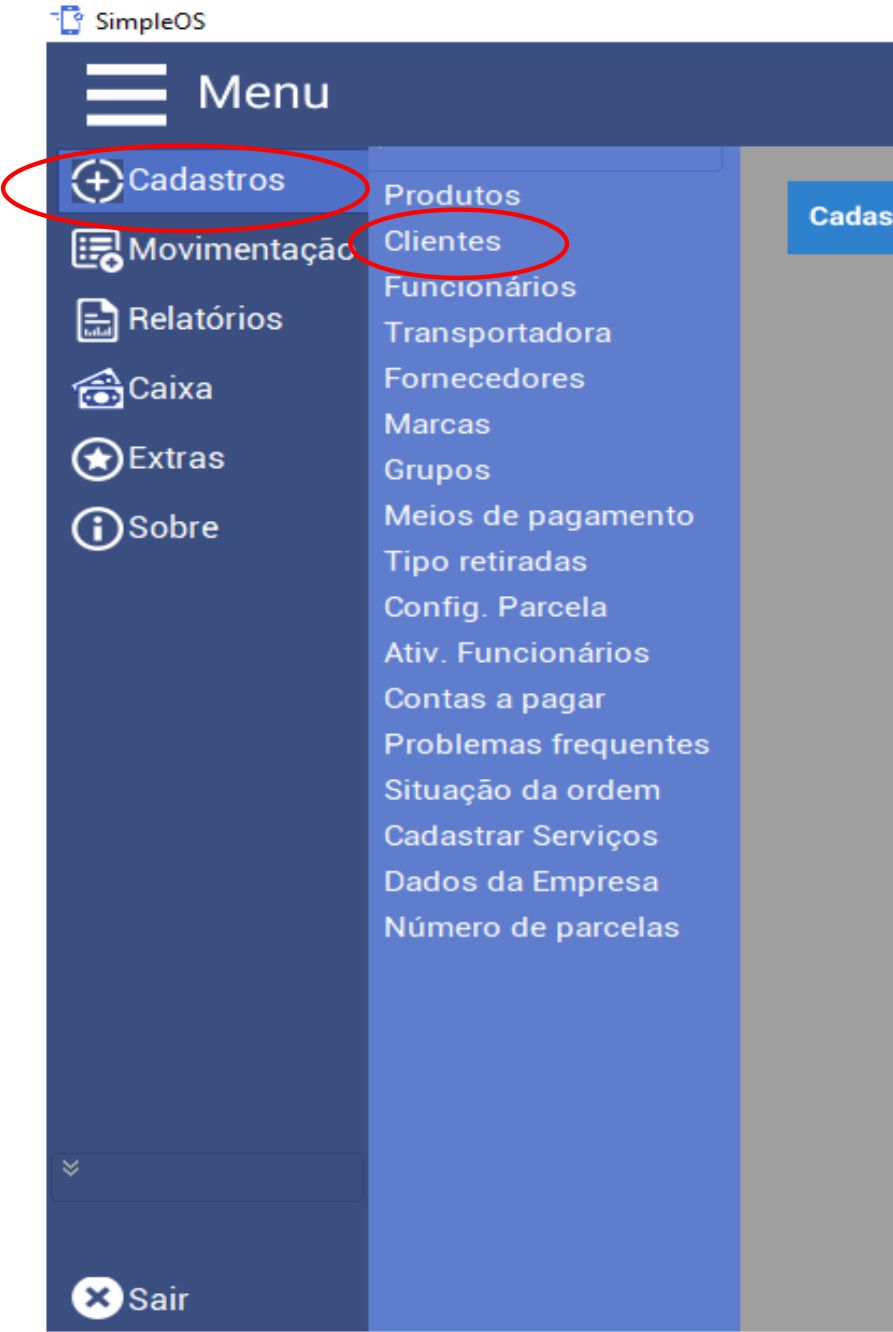 SimpleOS
Menu
Cadastros
Movimentação
Relatórios
Caixa
Extras
Sobre
Sair
Produtos
Clientes
Funcionários
Transportadora
Fornecedores
Marcas
Grupos
Meios de pagamento
Tipo retiradas
Config. Parcela
Ativ. Funcionários
Contas a pagar
Problemas frequentes
Situação da ordem
Cadastrar Serviços
Dados da Empresa
Número de parcelas
Cadas